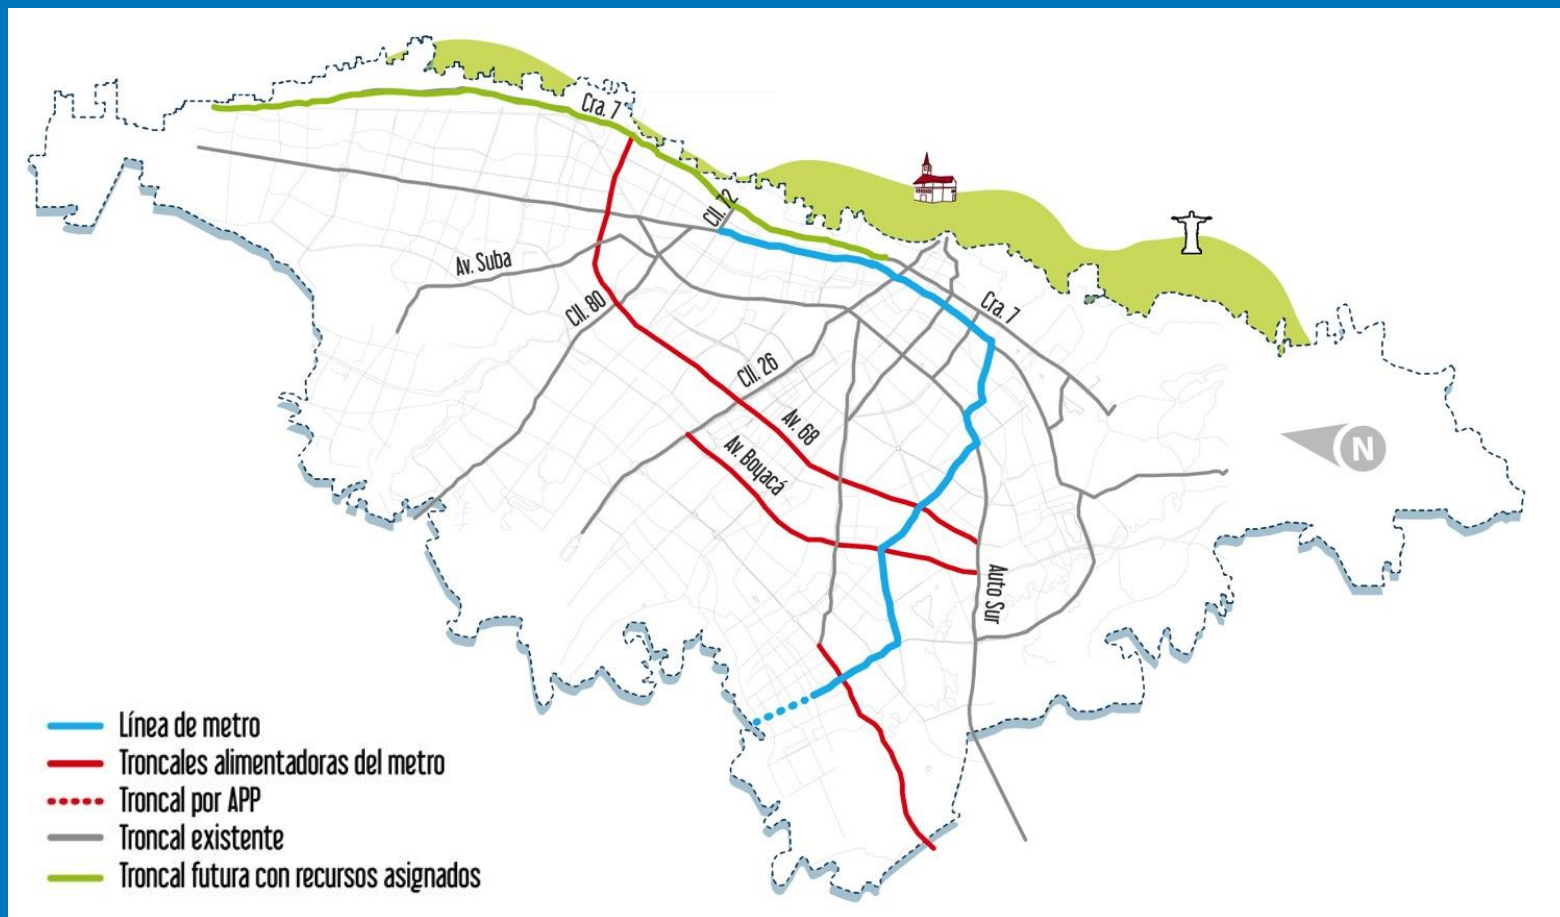 Cra. 7
Cll. 72
Av. Suba
Cll. 80
Cra. 7
Cll. 26
Av. 68
Av. Boyacá
N
Auto Sur
Línea de metro
Troncales alimentadoras del metro
Troncal por APP
Troncal existente
Troncal futura con recursos asignados